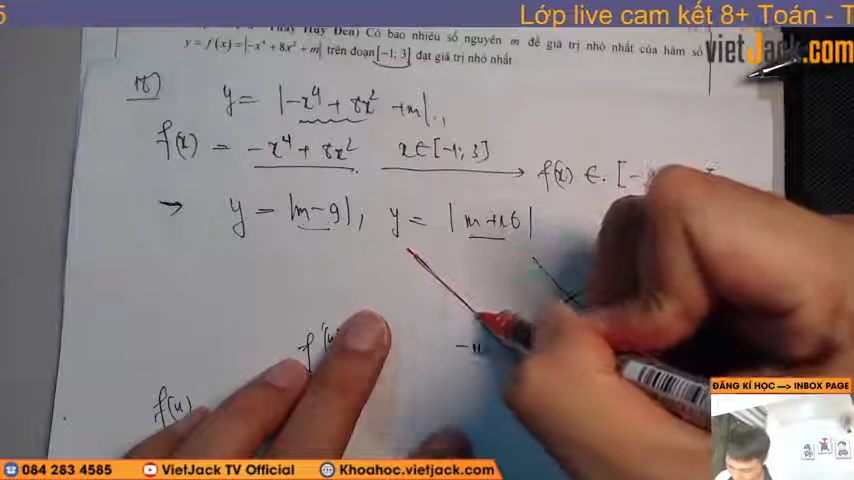 5
Lớp live cam kết 8+ Toán - T
Thầy Huy Đen) Có bao nhiêu số nguyên m để giá trị nhỏ nhất của hàm số
y = f(x) = |-x⁴ + 8x² + m| trên đoạn [-1; 3] đạt giá trị nhỏ nhất
vietJack.com
y = |-x⁴ + 8x² + m|
f(x) = -x⁴ + 8x² x∈[-1; 3] → f(x) ∈ [-9
→ y = |m-9|, y = |m+16|
f'(x)
f(x)
ĐĂNG KÍ HỌC --> INBOX PAGE
084 283 4585 VietJack TV Official Khoahoc.vietjack.com